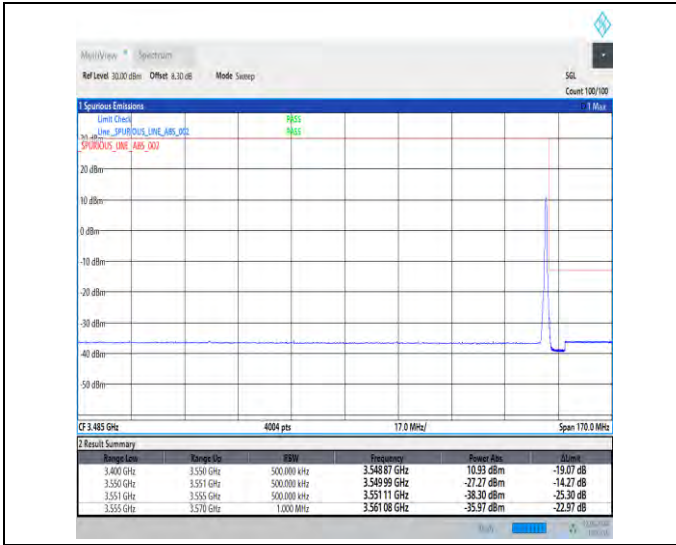 MultiView Spectrum
Ref Level 30.00 dBm Offset 8.30 dB Mode Sweep SGL
Count 100/100
1 Spurious Emissions 1 Max
Limit Check PASS
Line _SPURIOUS_LINE_ABS_002 PASS
30 dBm
_SPURIOUS_LINE_ABS_002
20 dBm
10 dBm
0 dBm
-10 dBm
-20 dBm
-30 dBm
-40 dBm
-50 dBm
CF 3.485 GHz 4004 pts 17.0 MHz/ Span 170.0 MHz
2 Result Summary
Range Low Range Up RBW Frequency Power Abs ΔLimit
3.400 GHz 3.550 GHz 500.000 kHz 3.548 87 GHz 10.93 dBm -19.07 dB
3.550 GHz 3.551 GHz 500.000 kHz 3.549 99 GHz -27.27 dBm -14.27 dB
3.551 GHz 3.555 GHz 500.000 kHz 3.551 11 GHz -38.30 dBm -25.30 dB
3.555 GHz 3.570 GHz 1.000 MHz 3.561 08 GHz -35.97 dBm -22.97 dB